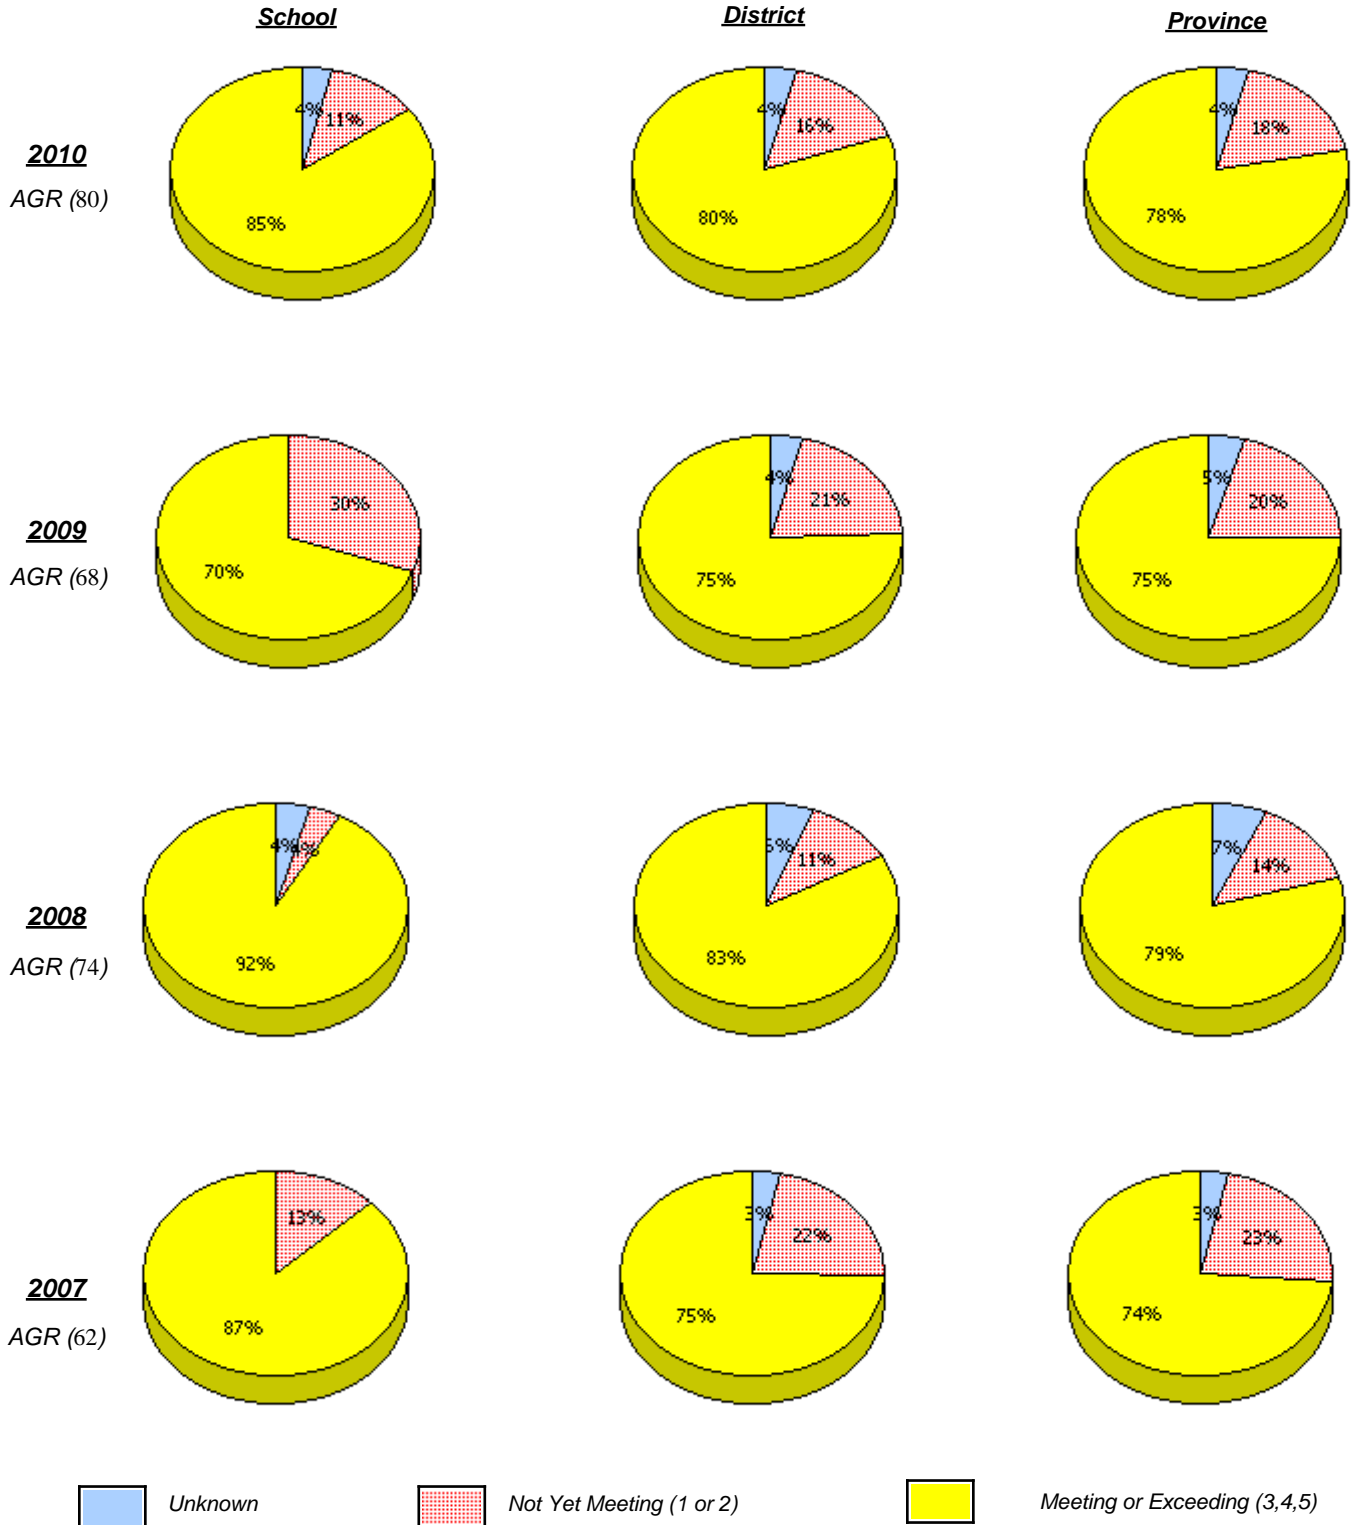 School District Province
4% 11% 85%
4% 16% 80%
4% 18% 78%
2010
AGR (80)
30% 70%
4% 21% 75%
5% 20% 75%
2009
AGR (68)
4% 4% 92%
11% 83%
7% 14% 79%
2008
AGR (74)
13% 87%
3% 22% 75%
3% 23% 74%
2007
AGR (62)
Unknown Not Yet Meeting (1 or 2) Meeting or Exceeding (3,4,5)